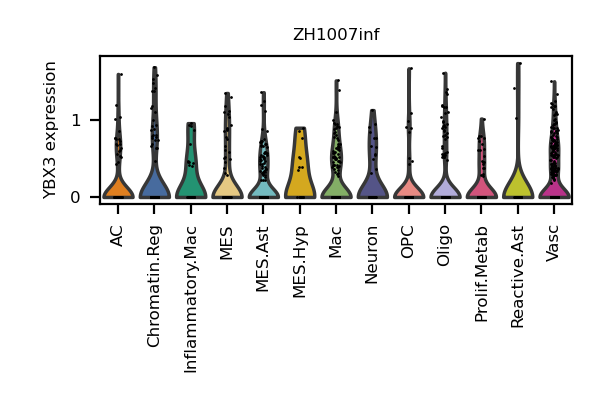 ZH1007inf
YBX3 expression
1
0
AC
Chromatin.Reg
Inflammatory.Mac
MES
MES.Ast
MES.Hyp
Mac
Neuron
OPC
Oligo
Prolif.Metab
Reactive.Ast
Vasc